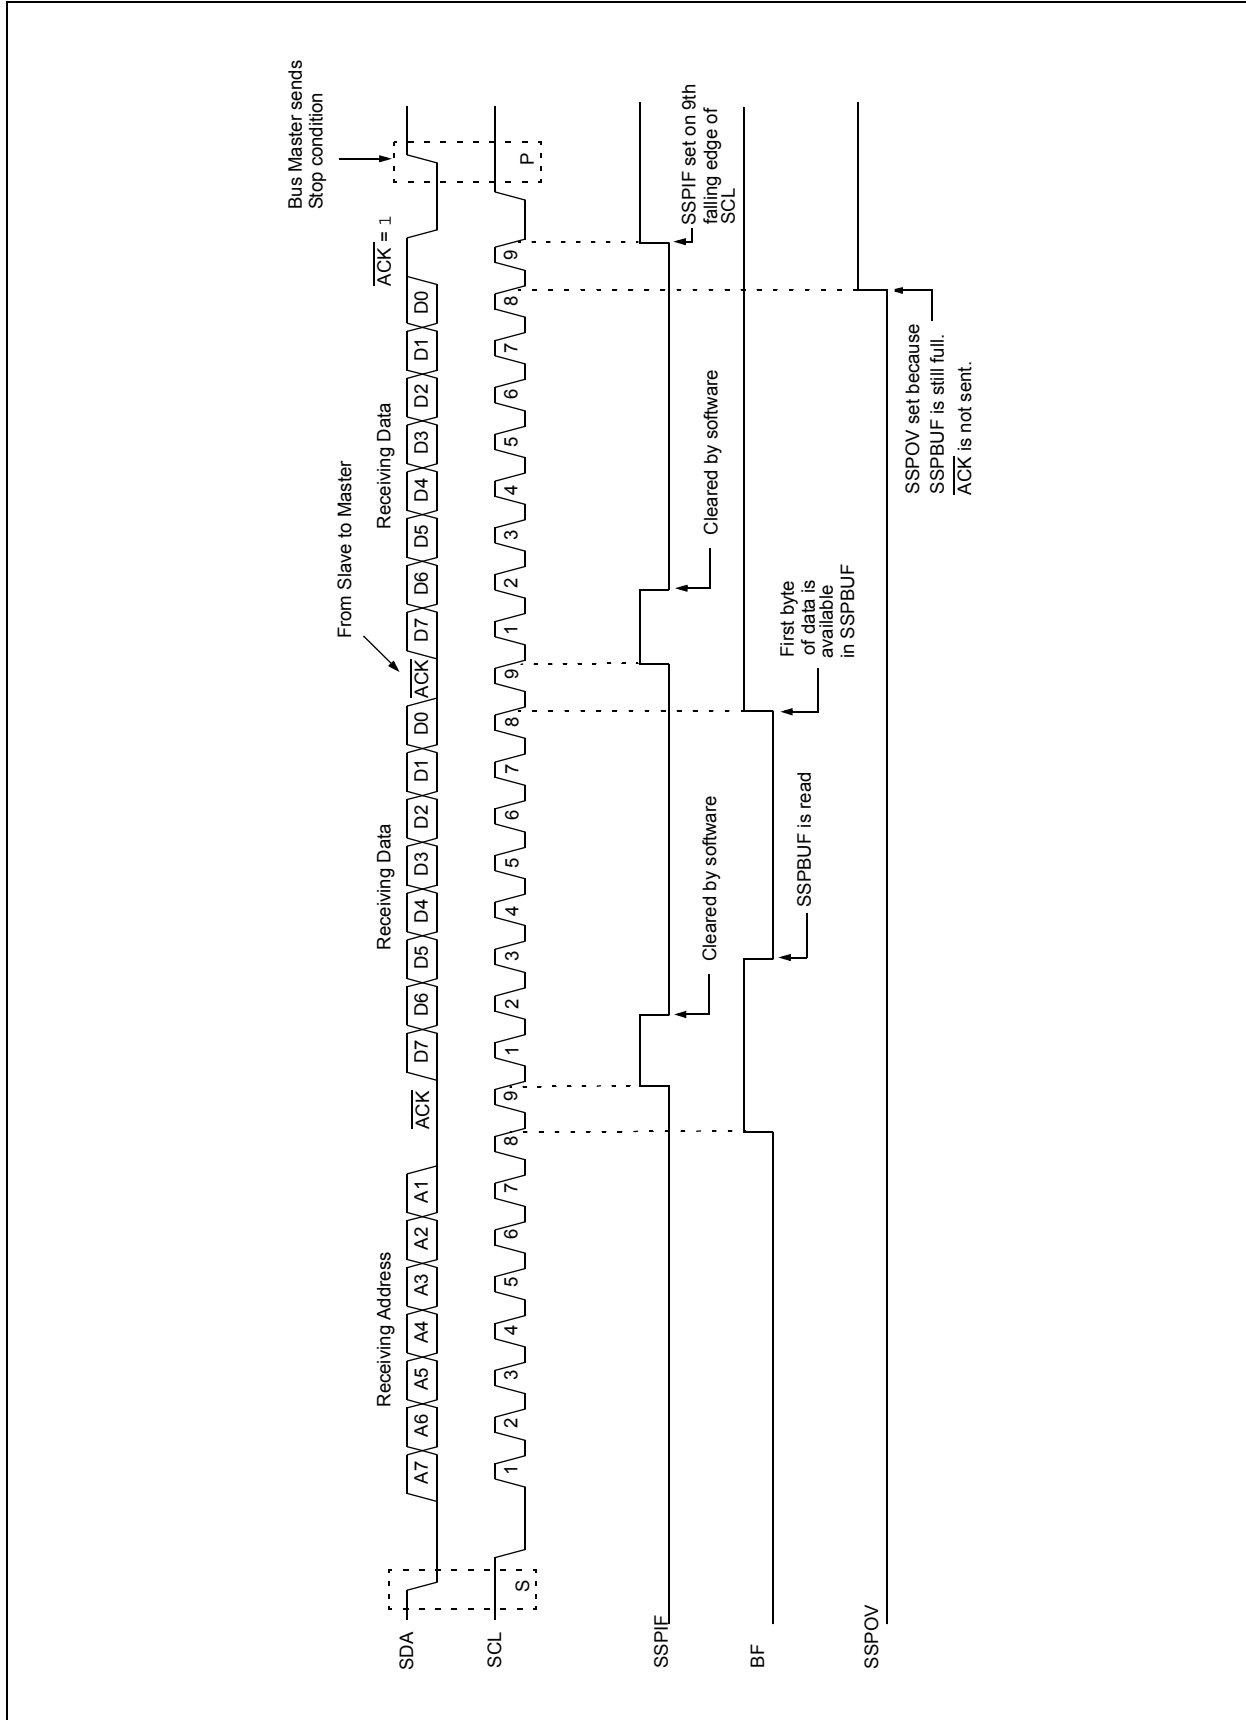 Bus Master sends
Stop condition
From Slave to Master
Receiving Address
Receiving Data
Receiving Data
ACK = 1
SDA
A7 A6 A5 A4 A3 A2 A1 ACK D7 D6 D5 D4 D3 D2 D1 D0 ACK D7 D6 D5 D4 D3 D2 D1 D0
SCL
S 1 2 3 4 5 6 7 8 9 1 2 3 4 5 6 7 8 9 1 2 3 4 5 6 7 8 9 P
SSPIF
Cleared by software
Cleared by software
SSPIF set on 9th
falling edge of
SCL
BF
SSPBUF is read
First byte
of data is
available
in SSPBUF
SSPOV
SSPOV set because
SSPBUF is still full.
ACK is not sent.